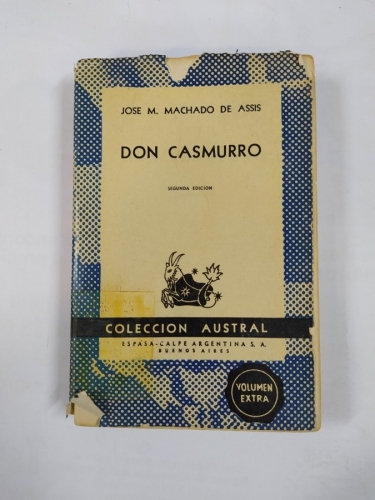 JOSE M. MACHADO DE ASSIS
DON CASMURRO
SEGUNDA EDICION
COLECCION AUSTRAL
ESPASA-CALPE ARGENTINA S. A.
BUENOS AIRES
VOLUMEN
EXTRA